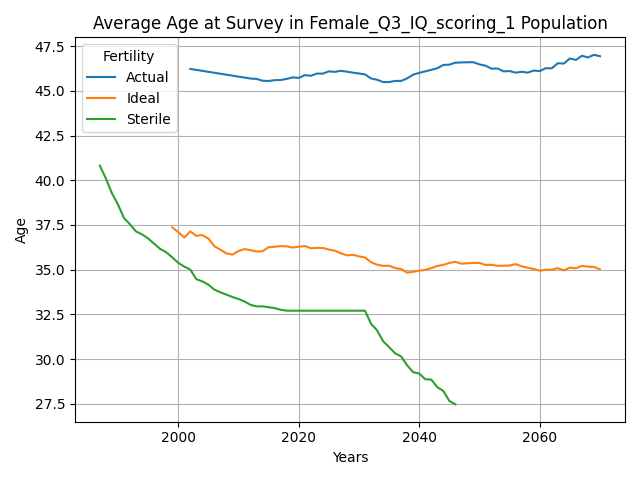 Average Age at Survey in Female_Q3_IQ_scoring_1 Population
Fertility
Actual
Ideal
Sterile
Age
47.5
45.0
42.5
40.0
37.5
35.0
32.5
30.0
27.5
2000
2020
2040
2060
Years